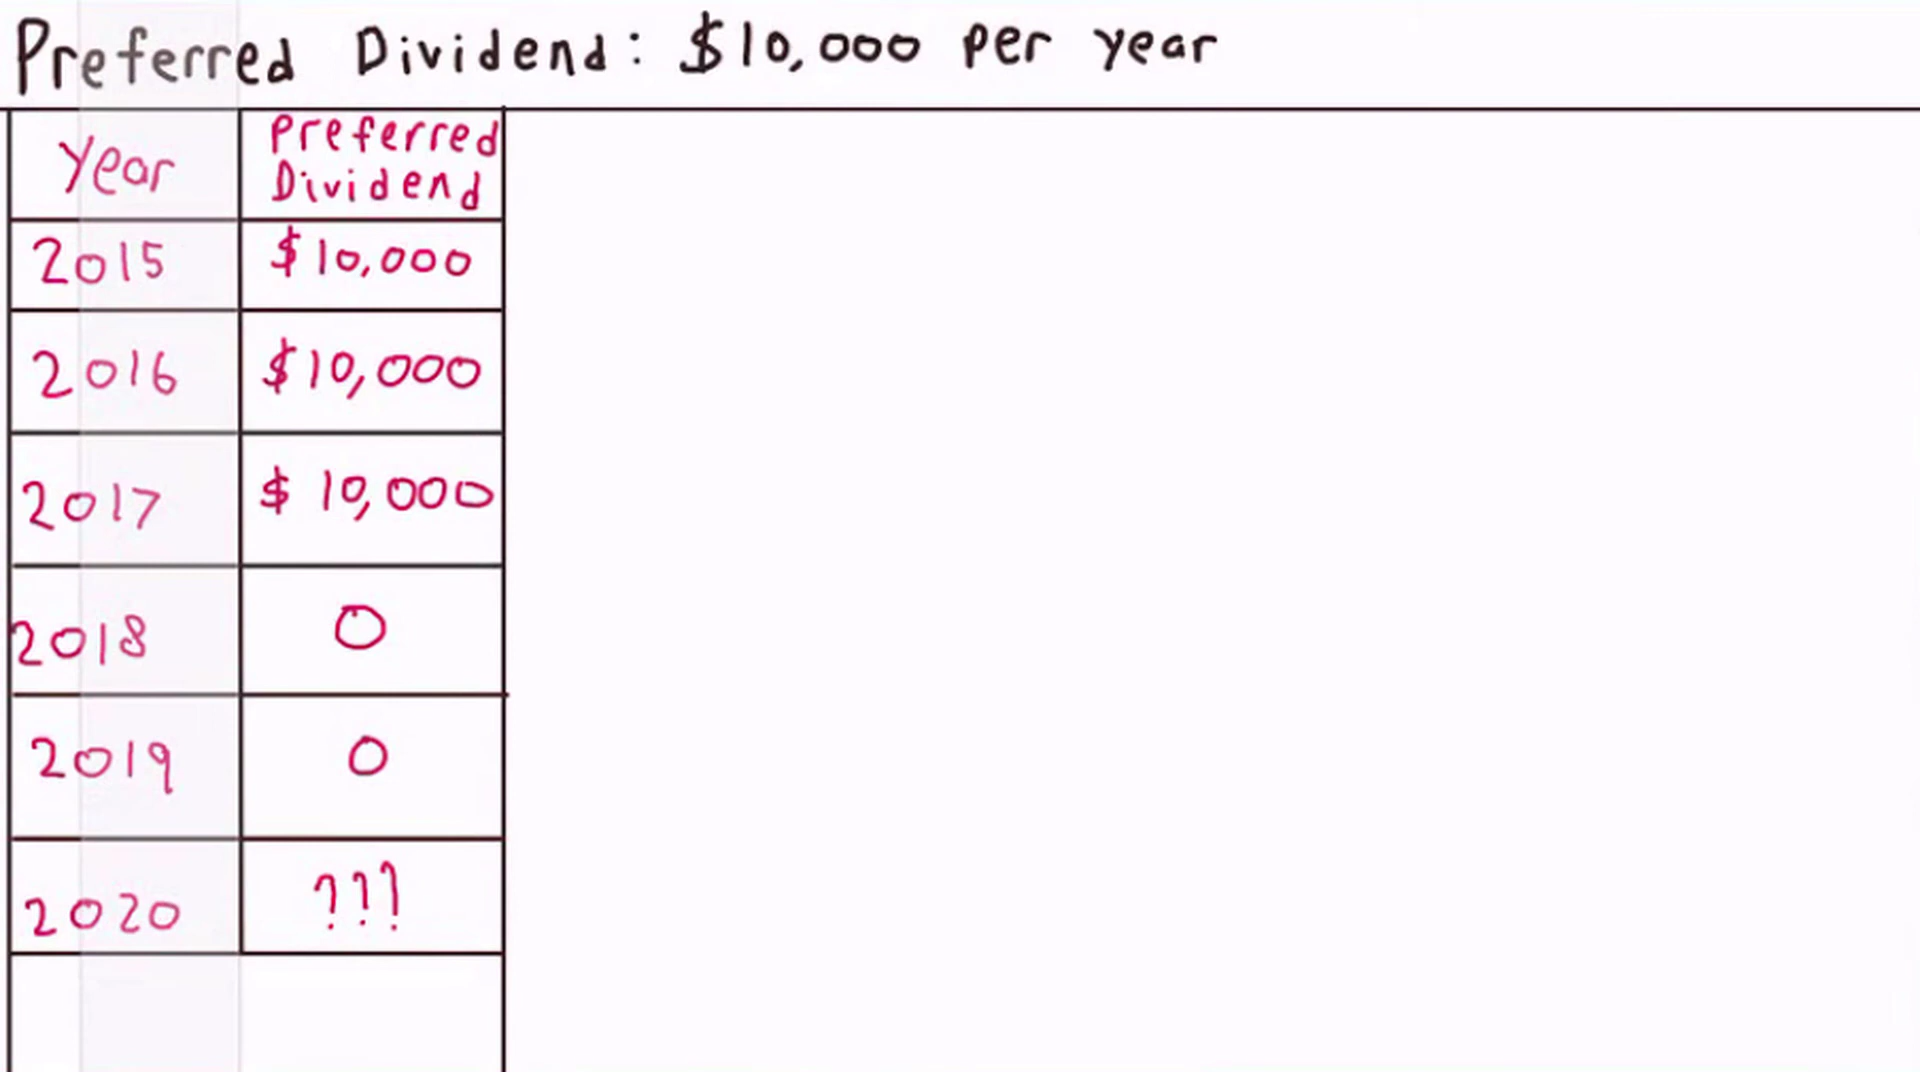 Preferred Dividend: $10,000 per year
Year
Preferred
Dividend
2015 $10,000
2016 $10,000
2017 $10,000
2018 0
2019 0
2020 ???